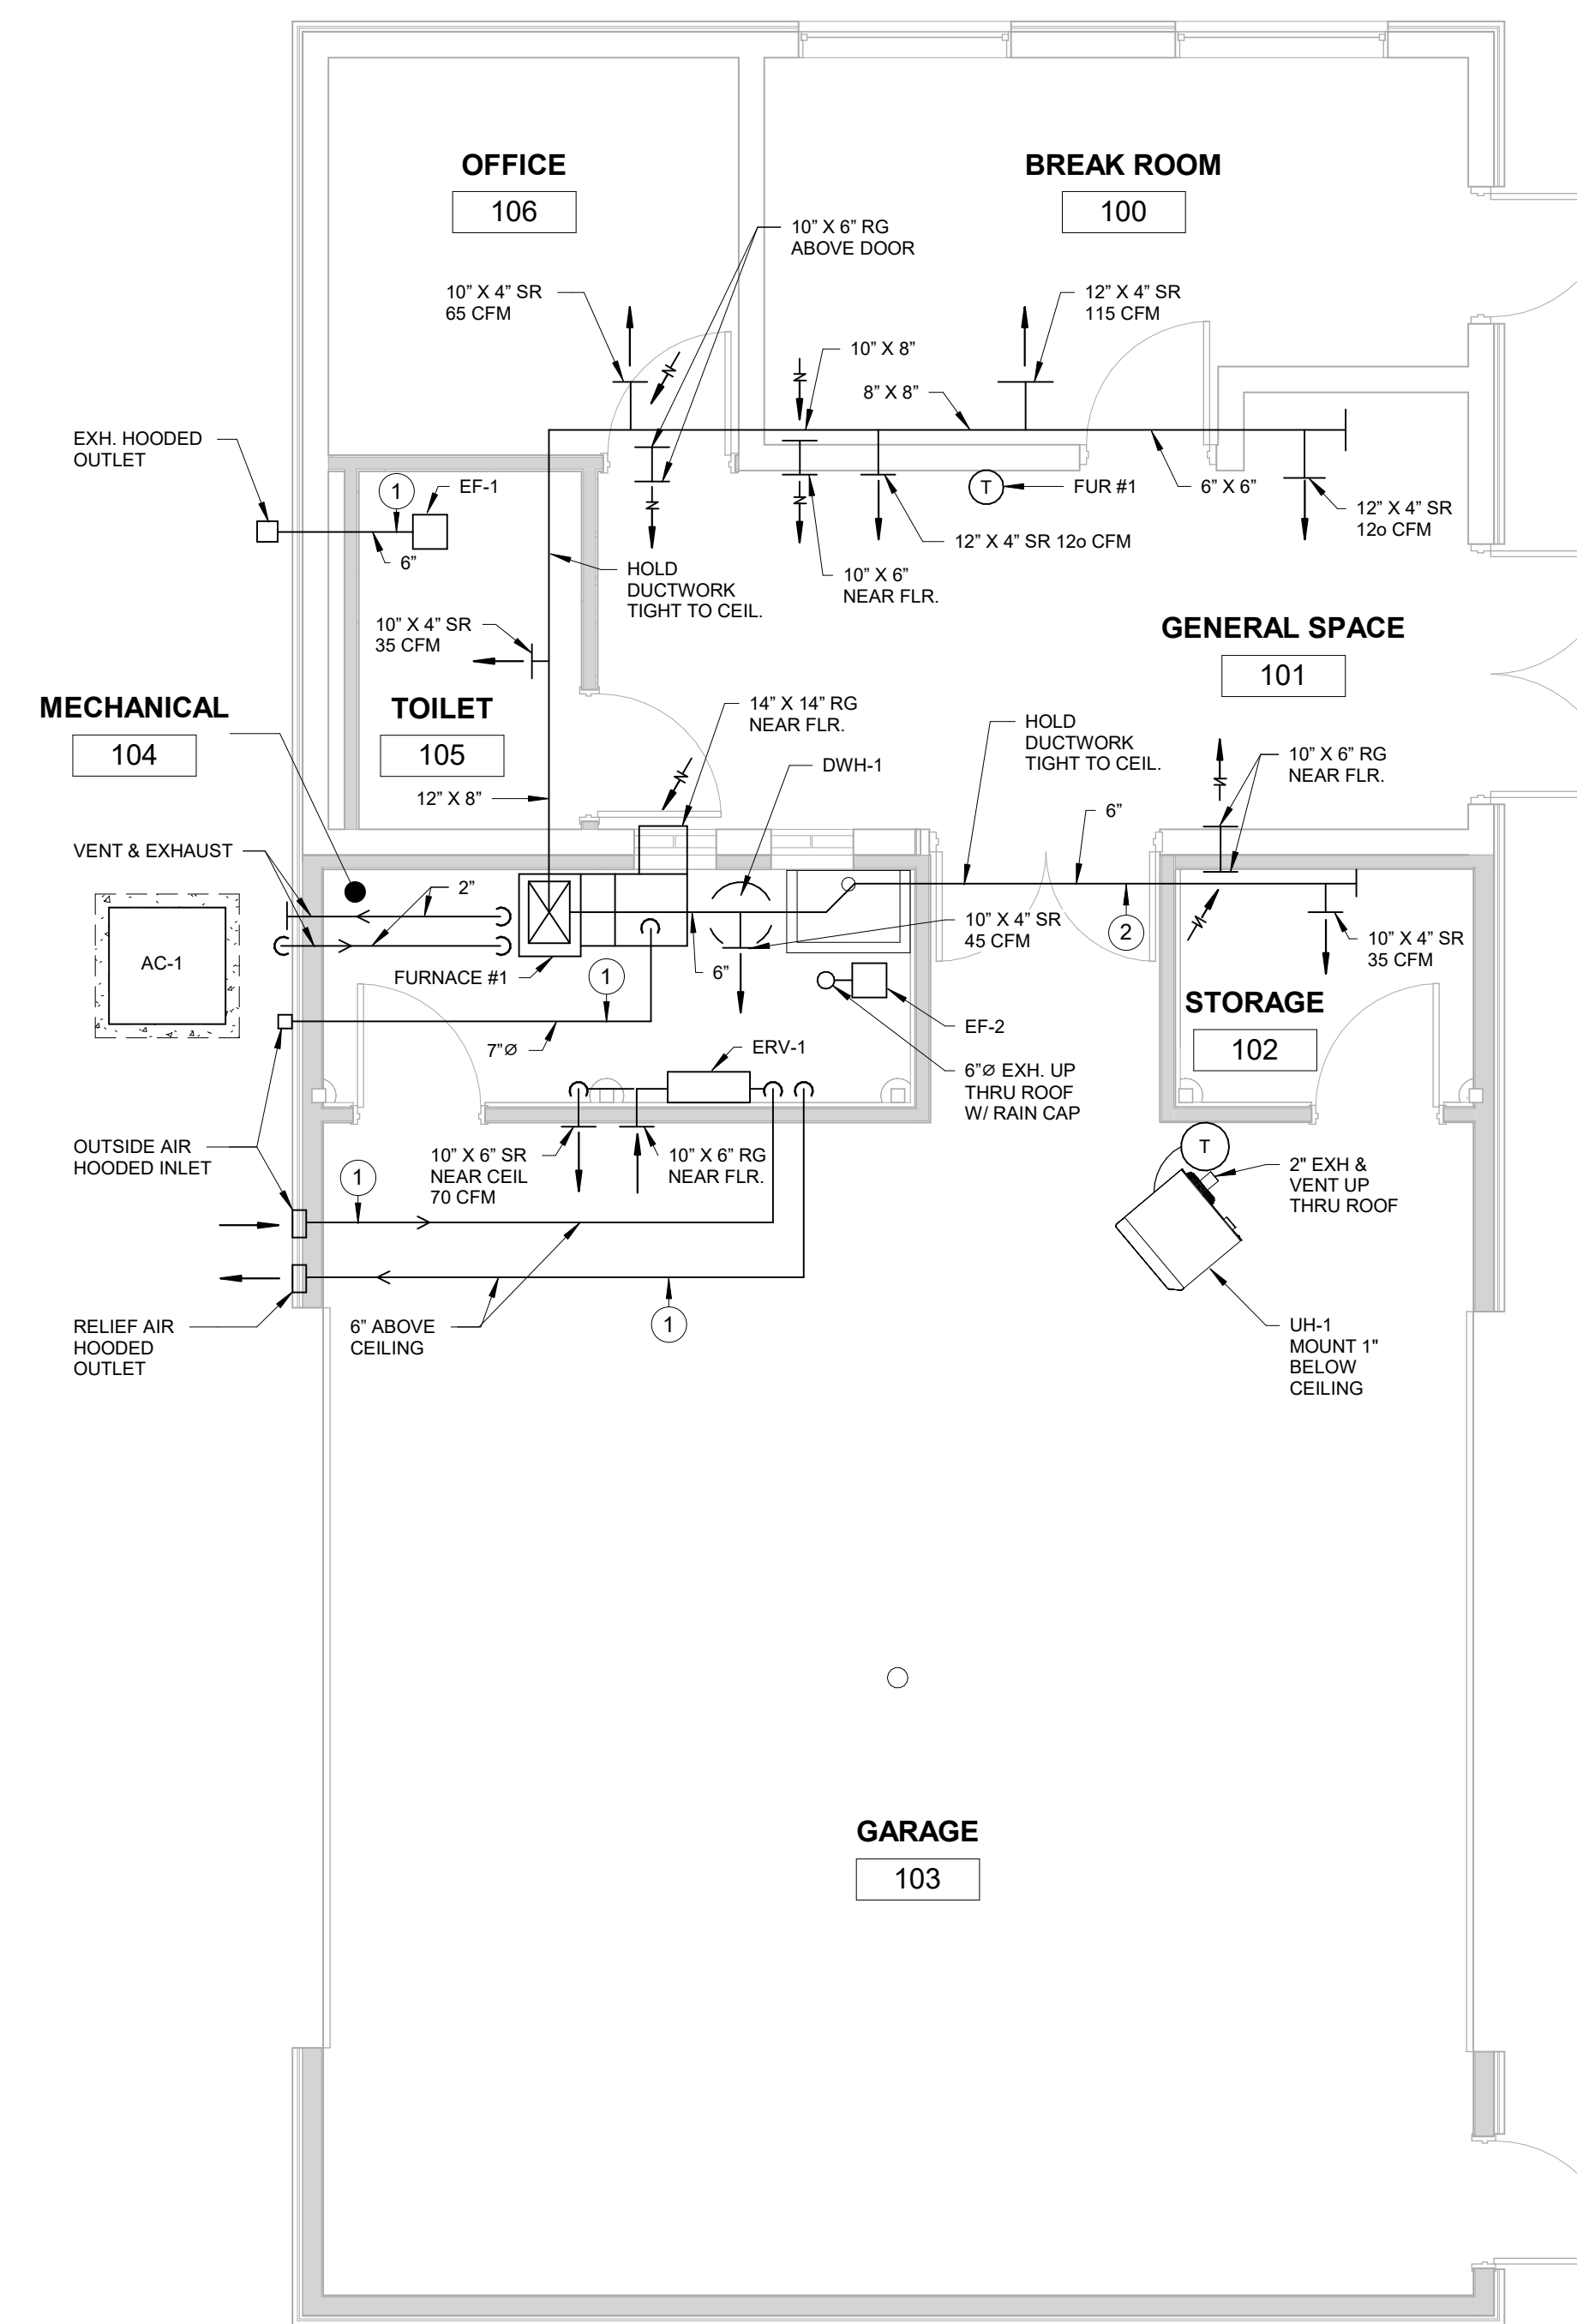 OFFICE
106
BREAK ROOM
100
10” X 6” RG
ABOVE DOOR
10” X 4” SR
65 CFM
12” X 4” SR
115 CFM
10” X 8”
8” X 8”
EXH. HOODED
OUTLET
1
EF-1
6”
T
FUR #1
6” X 6”
12” X 4” SR
12o CFM
12” X 4” SR 12o CFM
HOLD
DUCTWORK
TIGHT TO CEIL.
10” X 6”
NEAR FLR.
10” X 4” SR
35 CFM
GENERAL SPACE
101
MECHANICAL
104
TOILET
105
14” X 14” RG
NEAR FLR.
HOLD
DUCTWORK
TIGHT TO CEIL.
10” X 6” RG
NEAR FLR.
DWH-1
12” X 8”
6”
VENT & EXHAUST
2”
AC-1
FURNACE #1
1
6”
10” X 4” SR
45 CFM
2
10” X 4” SR
35 CFM
STORAGE
102
EF-2
7”Ø
ERV-1
6”Ø EXH. UP
THRU ROOF
W/ RAIN CAP
OUTSIDE AIR
HOODED INLET
10” X 6” SR
NEAR CEIL
70 CFM
10” X 6” RG
NEAR FLR.
T
2" EXH &
VENT UP
THRU ROOF
1
RELIEF AIR
HOODED
OUTLET
6” ABOVE
CEILING
1
UH-1
MOUNT 1"
BELOW
CEILING
GARAGE
103